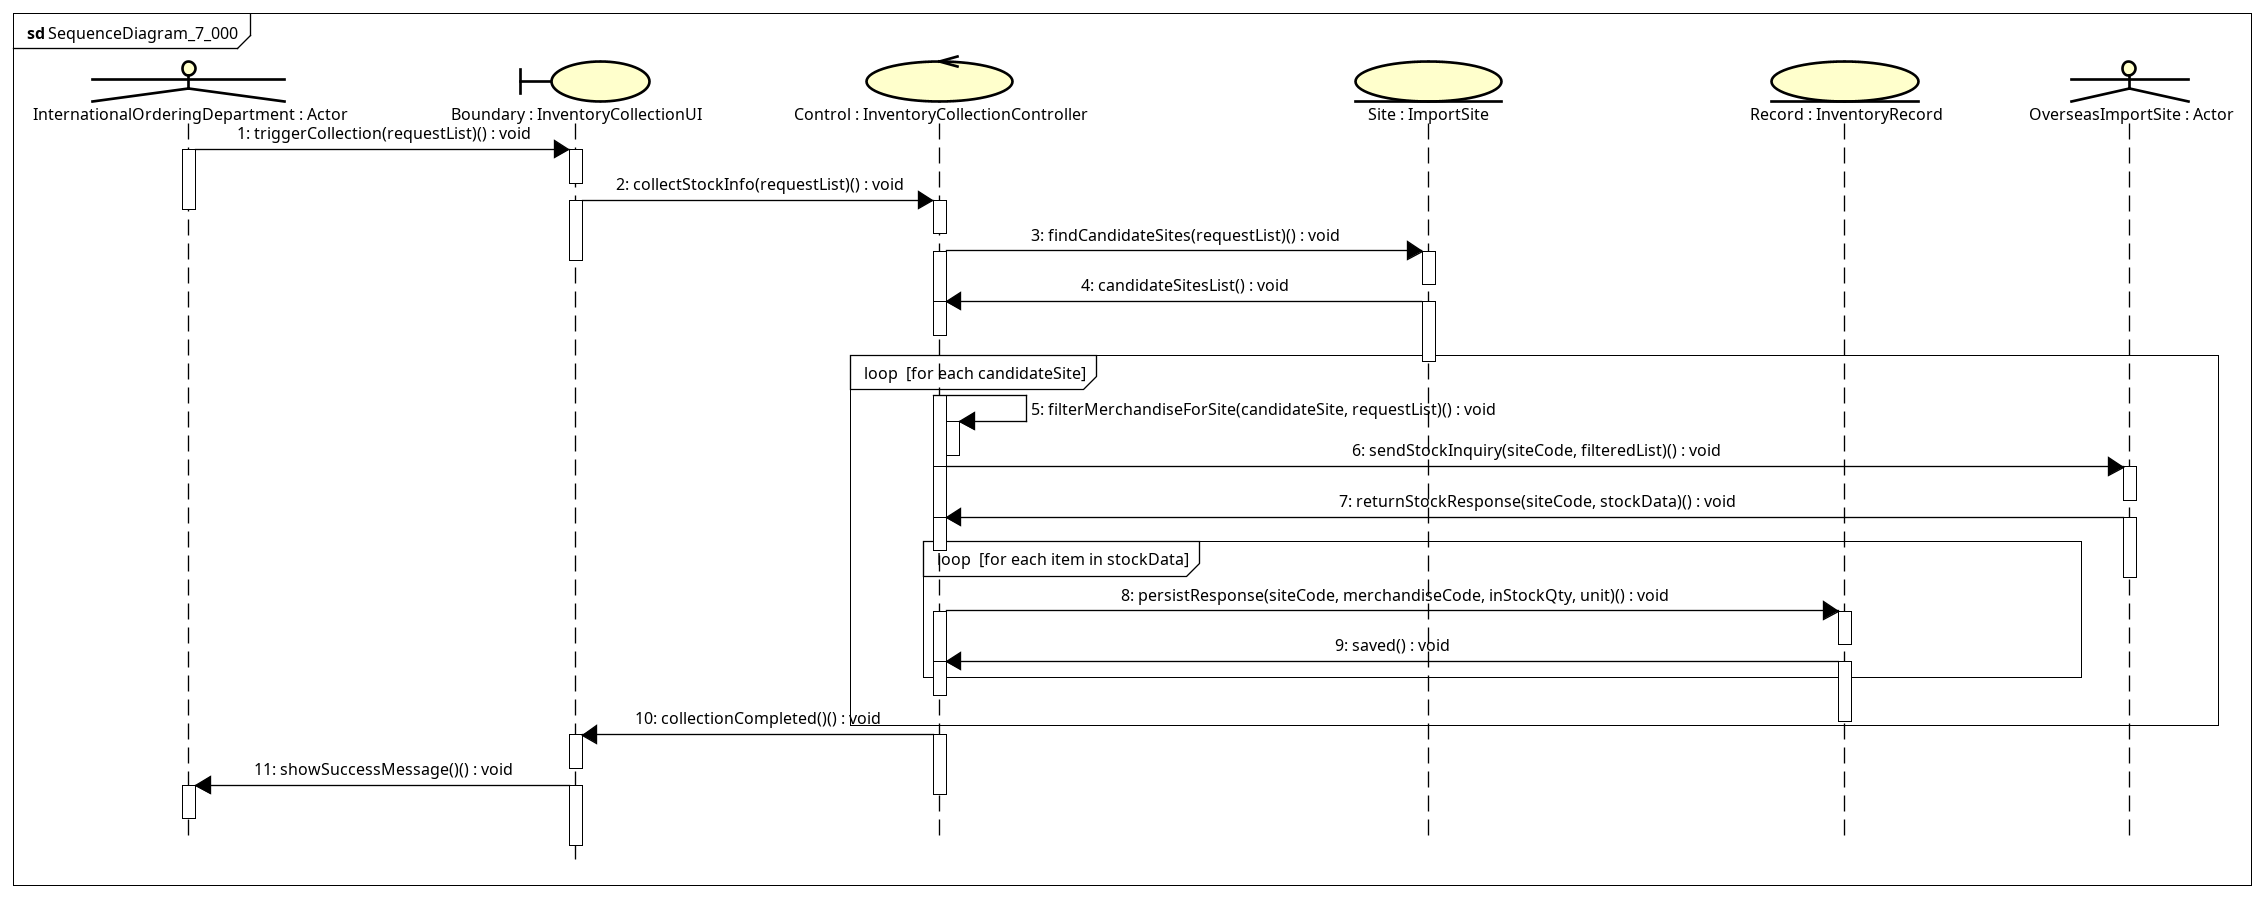 sd SequenceDiagram_7_000
InternationalOrderingDepartment : Actor
Boundary : InventoryCollectionUI
Control : InventoryCollectionController
Site : ImportSite
Record : InventoryRecord
OverseasImportSite : Actor
1: triggerCollection(requestList)() : void
2: collectStockInfo(requestList)() : void
3: findCandidateSites(requestList)() : void
4: candidateSitesList() : void
loop [for each candidateSite]
5: filterMerchandiseForSite(candidateSite, requestList)() : void
6: sendStockInquiry(siteCode, filteredList)() : void
7: returnStockResponse(siteCode, stockData)() : void
loop [for each item in stockData]
8: persistResponse(siteCode, merchandiseCode, inStockQty, unit)() : void
9: saved() : void
10: collectionCompleted()() : void
11: showSuccessMessage()() : void